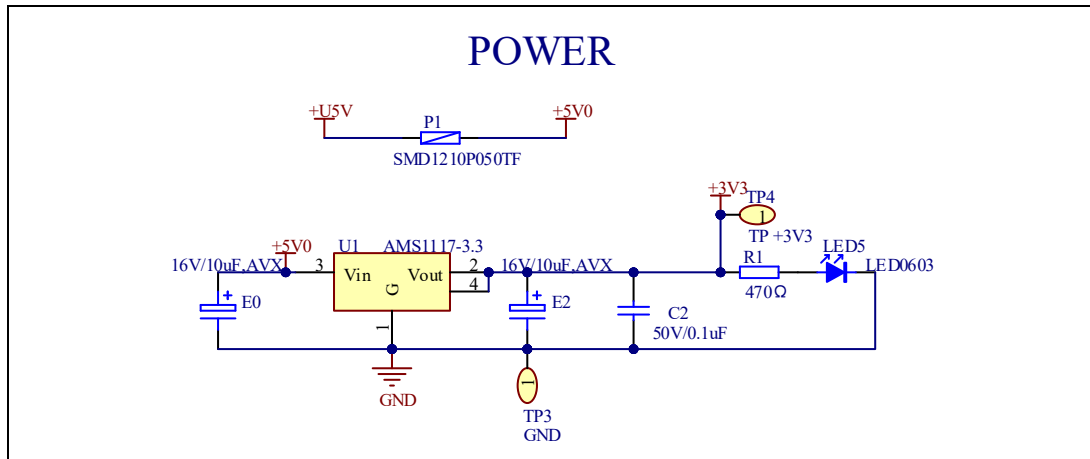 POWER
+U5V
P1
+5V0
SMD1210P050TF
+3V3
TP4
1
TP +3V3
+5V0
U1
AMS1117-3.3
R1
LED5
16V/10uF,AVX
3
Vin
Vout
2
16V/10uF,AVX
LED0603
4
470Ω
G
E0
E2
C2
50V/0.1uF
1
1
GND
TP3
GND